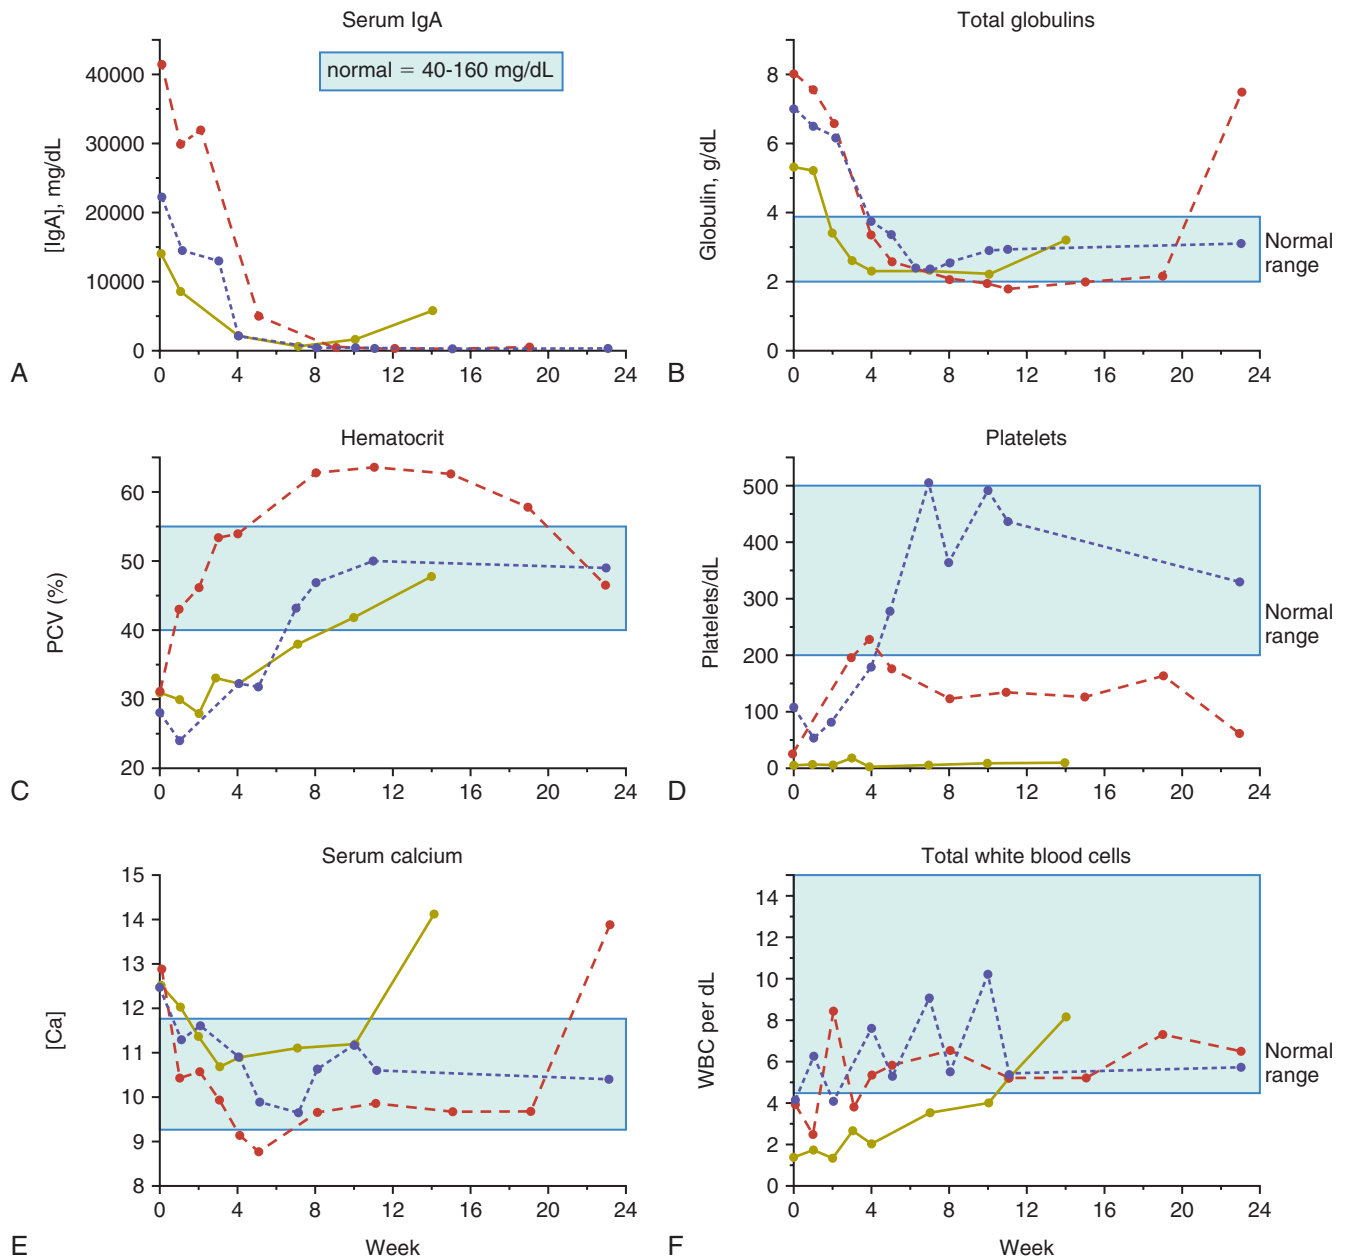 Serum IgA
normal = 40-160 mg/dL
[IgA], mg/dL
40000
30000
20000
10000
0
0 4 8 12 16 20 24
A
Total globulins
Globulin, g/dL
8
6
4
2
0
0 4 8 12 16 20 24
Normal
range
B
Hematocrit
PCV (%)
60
50
40
30
20
0 4 8 12 16 20 24
C
Platelets
Platelets/dL
500
400
300
200
100
0
0 4 8 12 16 20 24
Normal
range
D
Serum calcium
[Ca]
15
14
13
12
11
10
9
8
0 4 8 12 16 20 24
Week
E
Total white blood cells
WBC per dL
14
12
10
8
6
4
2
0
0 4 8 12 16 20 24
Week
Normal
range
F